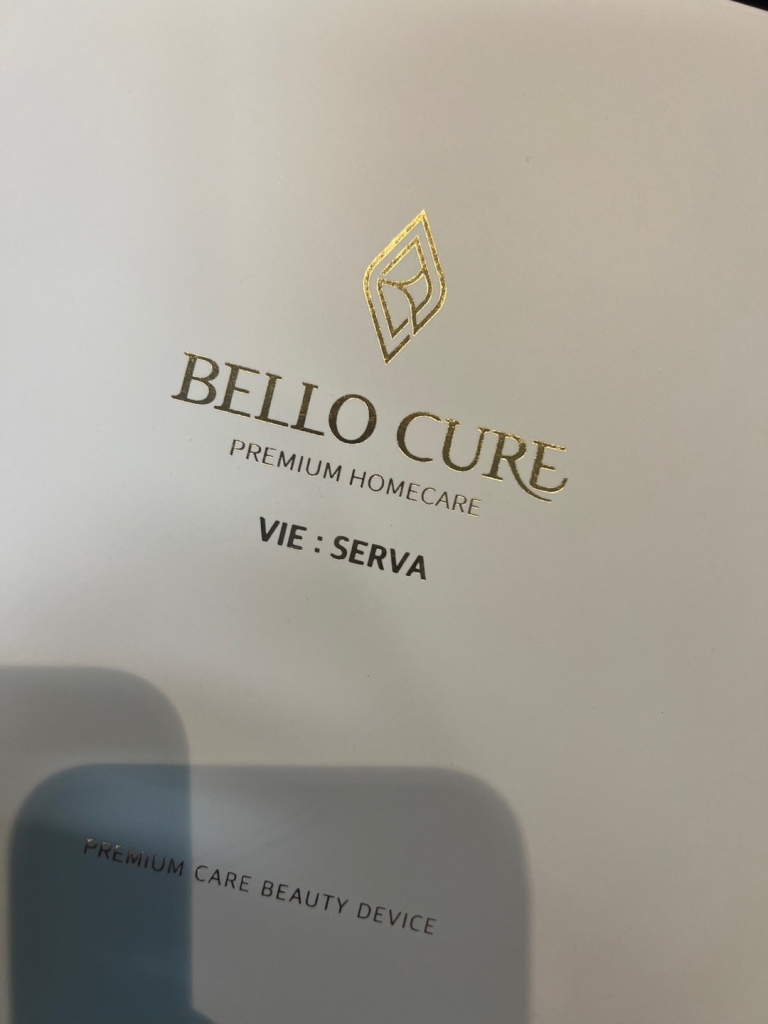 BELLO CURE
PREMIUM HOMECARE
VIE : SERVA
PREMIUM CARE BEAUTY DEVICE